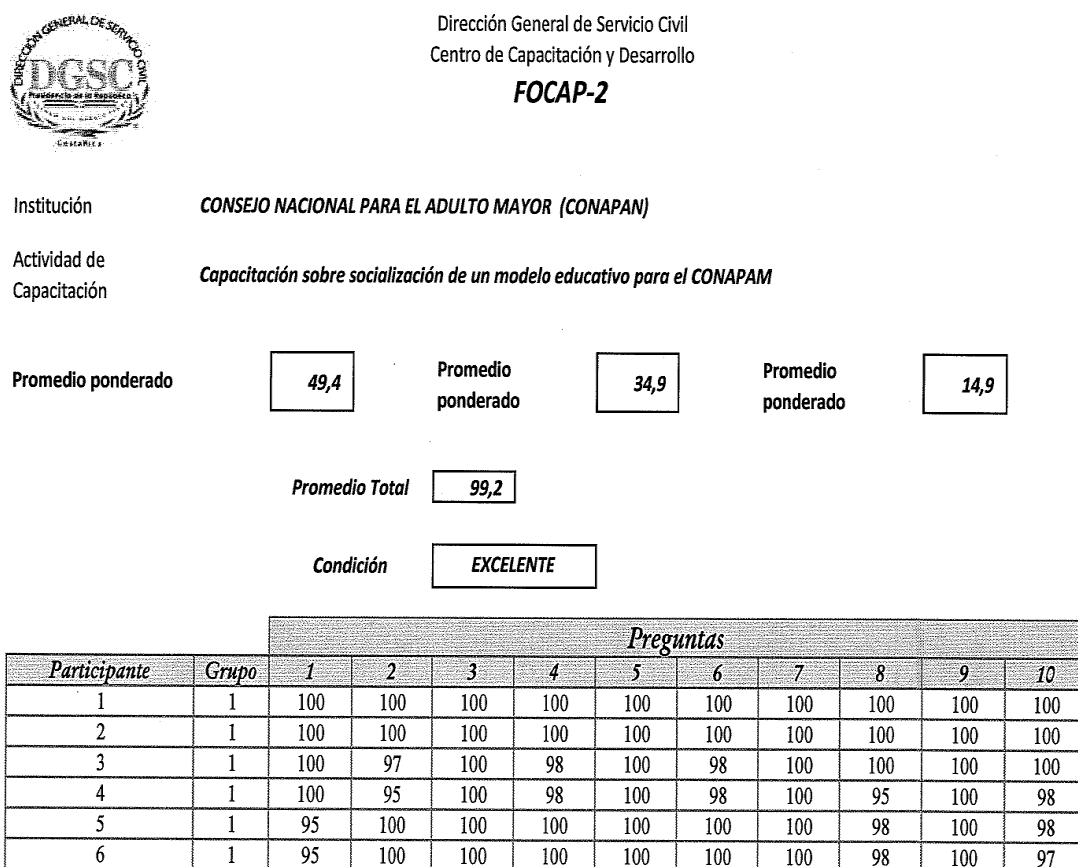 DIRECCIÓN GENERAL DE SERVICIO CIVIL
DGSC
Presidencia de la República
Costa Rica
Dirección General de Servicio Civil
Centro de Capacitación y Desarrollo
FOCAP-2
Institución CONSEJO NACIONAL PARA EL ADULTO MAYOR (CONAPAN)
Actividad de Capacitación Capacitación sobre socialización de un modelo educativo para el CONAPAM
Promedio ponderado 49,4 Promedio ponderado 34,9 Promedio ponderado 14,9
Promedio Total 99,2
Condición EXCELENTE
Preguntas
Participante Grupo 1 2 3 4 5 6 7 8 9 10
1 1 100 100 100 100 100 100 100 100 100 100
2 1 100 100 100 100 100 100 100 100 100 100
3 1 100 97 100 98 100 98 100 100 100 100
4 1 100 95 100 98 100 98 100 95 100 98
5 1 95 100 100 100 100 100 100 98 100 98
6 1 95 100 100 100 100 100 100 98 100 97